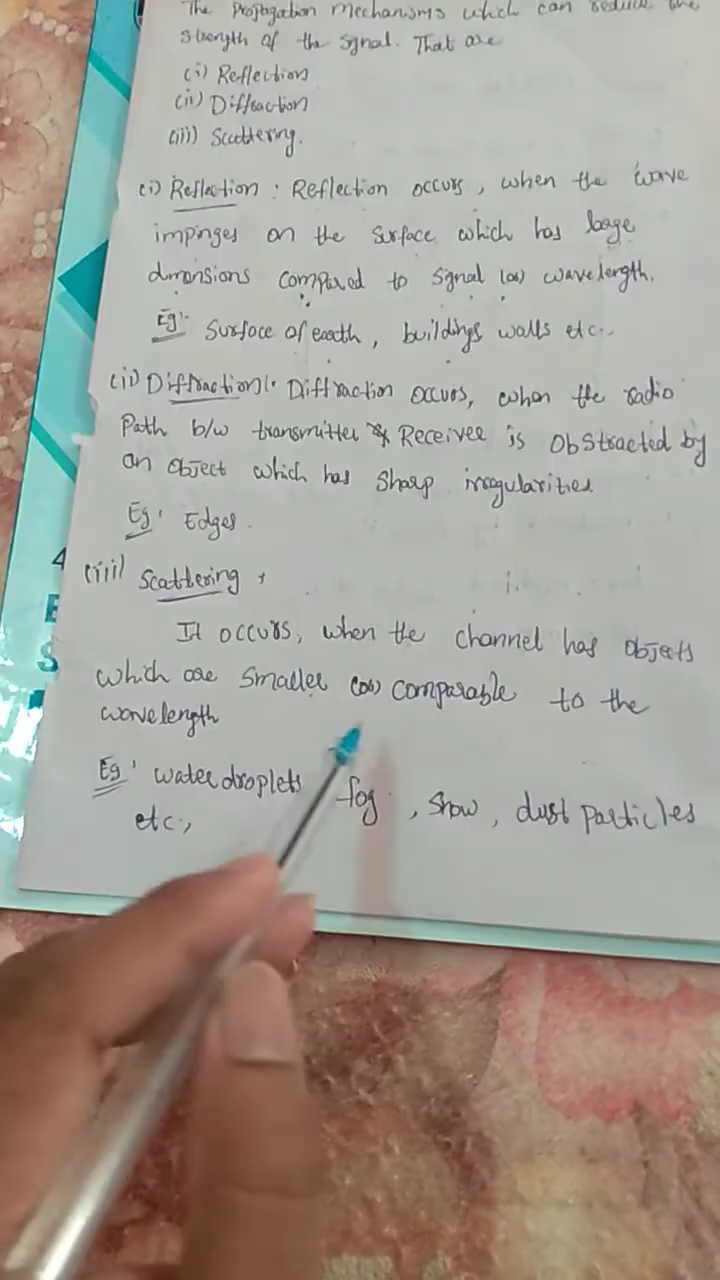 The Propagation Mechanisms which can reduce the
strength of the signal. That are
(i) Reflection
(ii) Diffraction
(iii) Scattering.
(i) Reflection : Reflection occurs, when the wave
impinges on the surface which has large
dimensions compared to signal (or) wavelength.
Eg:- Surface of earth, buildings walls etc..
(ii) Diffraction:- Diffraction occurs, when the radio
Path b/w transmitter & Receiver is Obstracted by
an object which has sharp irregularities
Eg: Edges.
(iii) Scattering :
It occurs, when the channel has objects
which are smaller (or) comparable to the
wavelength
Eg: water droplets fog, snow, dust particles
etc.,
4
E
S